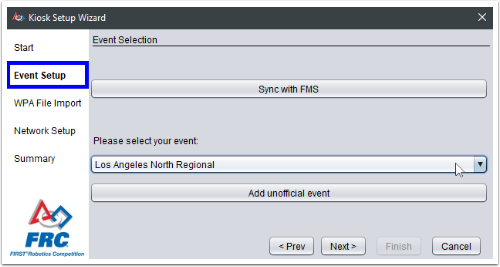 Kiosk Setup Wizard
Start
Event Setup
WPA File Import
Network Setup
Summary
Event Selection
Sync with FMS
Please select your event:
Los Angeles North Regional
Add unofficial event
FRC
FIRST®Robotics Competition
< Prev
Next >
Finish
Cancel